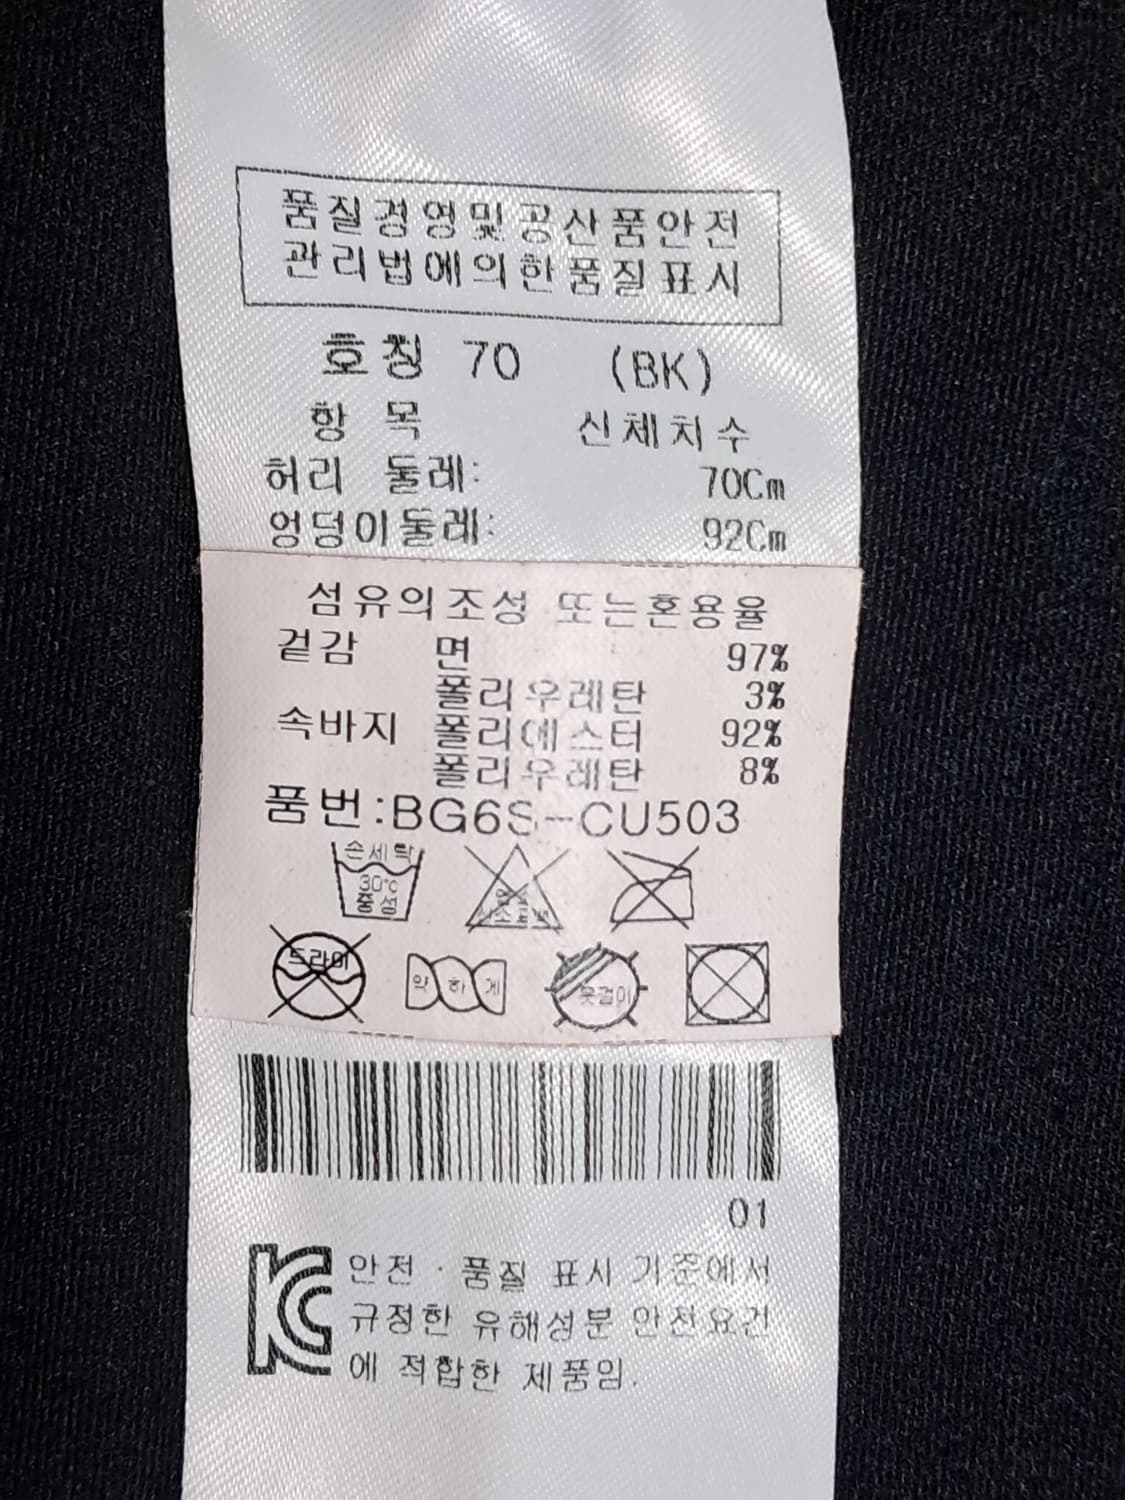 품질경영및공산품안전
관리법에의한품질표시
호칭 70 (BK)
항 목 신체치수
허리 둘레: 70Cm
엉덩이둘레: 92Cm
섬유의조성 또는혼용율
겉감 면 97%
폴리우레탄 3%
속바지 폴리에스터 92%
폴리우레탄 8%
품번:BG6S-CU503
손세탁
30℃
중성
드라이 약하게 옷걸이
01
KC 안전 · 품질 표시 기준에서
규정한 유해성분 안전요건
에 적합한 제품임.